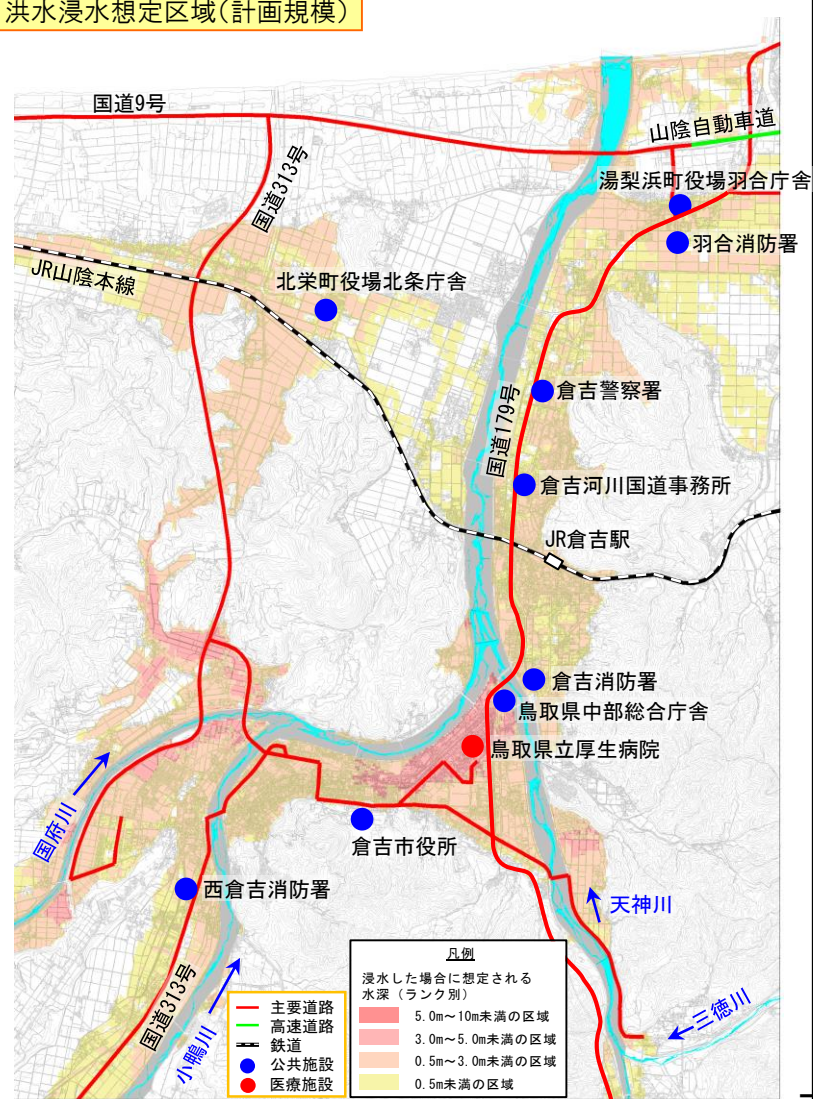 洪水浸水想定区域(計画規模)
国道9号
山陰自動車道
国道313号
湯梨浜町役場羽合庁舎
羽合消防署
JR山陰本線
北栄町役場北条庁舎
倉吉警察署
国道179号
倉吉河川国道事務所
JR倉吉駅
倉吉消防署
鳥取県中部総合庁舎
鳥取県立厚生病院
国府川
倉吉市役所
西倉吉消防署
天神川
国道313号
小鴨川
三徳川
主要道路
高速道路
鉄道
公共施設
医療施設
凡例
浸水した場合に想定される
水深(ランク別)
5.0m～10m未満の区域
3.0m～5.0m未満の区域
0.5m～3.0m未満の区域
0.5m未満の区域